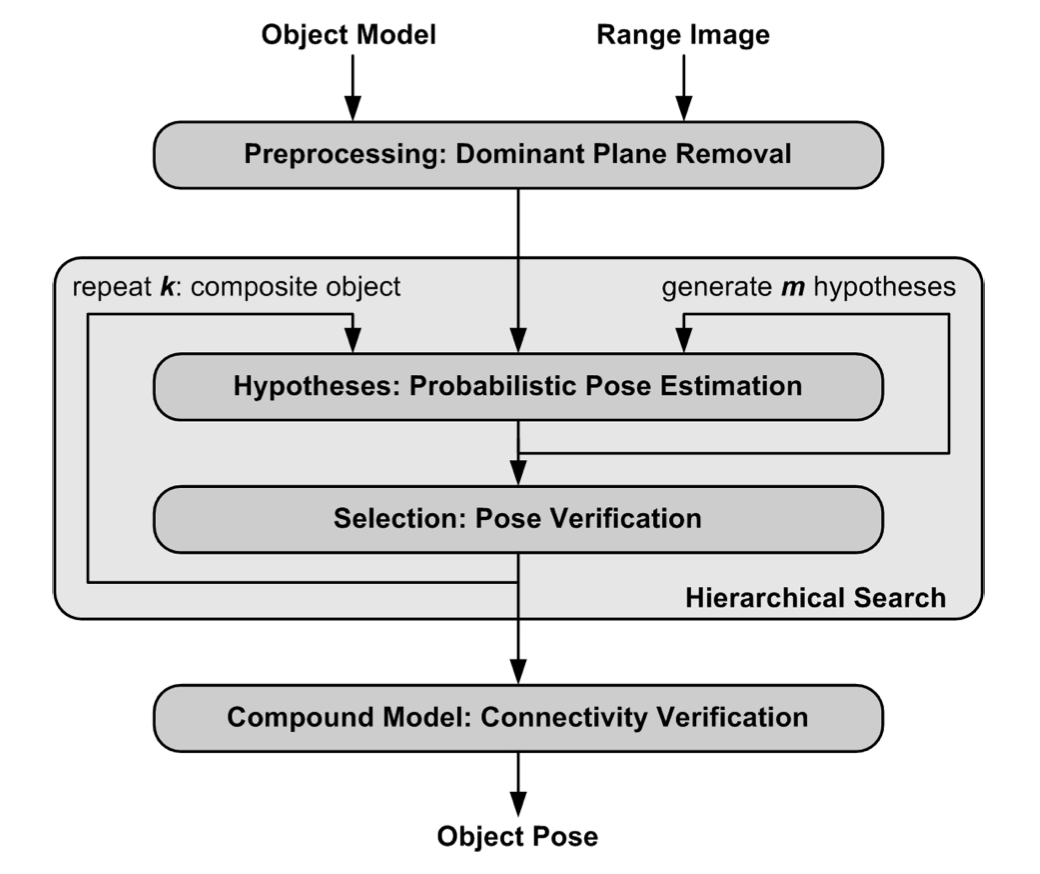 Object Model
Range Image
Preprocessing: Dominant Plane Removal
repeat k: composite object
generate m hypotheses
Hypotheses: Probabilistic Pose Estimation
Selection: Pose Verification
Hierarchical Search
Compound Model: Connectivity Verification
Object Pose